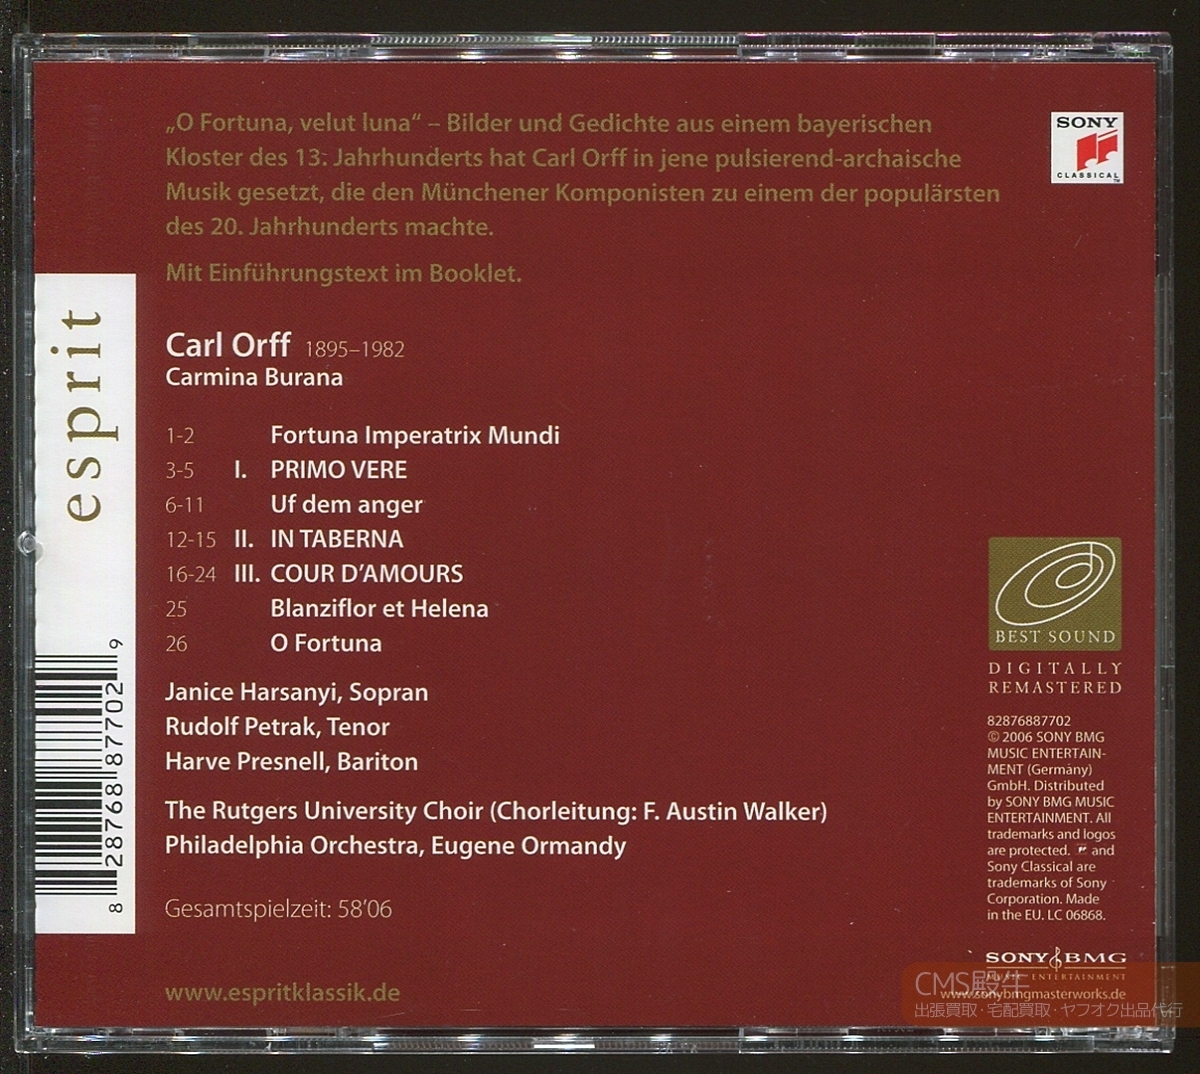 „O Fortuna, velut luna“ – Bilder und Gedichte aus einem bayerischen
Kloster des 13. Jahrhunderts hat Carl Orff in jene pulsierend-archaische
Musik gesetzt, die den Münchener Komponisten zu einem der populärsten
des 20. Jahrhunderts machte.
Mit Einführungstext im Booklet.
SONY
CLASSICAL
esprit
Carl Orff 1895–1982
Carmina Burana
1-2 Fortuna Imperatrix Mundi
3-5 I. PRIMO VERE
6-11 Uf dem anger
12-15 II. IN TABERNA
16-24 III. COUR D’AMOURS
25 Blanziflor et Helena
26 O Fortuna
Janice Harsanyi, Sopran
Rudolf Petrak, Tenor
Harve Presnell, Bariton
The Rutgers University Choir (Chorleitung: F. Austin Walker)
Philadelphia Orchestra, Eugene Ormandy
Gesamtspielzeit: 58’06
www.espritklassik.de
8 28768 87702 9
BEST SOUND
DIGITALLY
REMASTERED
82876887702
© 2006 SONY BMG
MUSIC ENTERTAIN-
MENT (Germany)
GmbH. Distributed
by SONY BMG MUSIC
ENTERTAINMENT. All
trademarks and logos
are protected. and
Sony Classical are
trademarks of Sony
Corporation. Made
in the EU. LC 06868.
SONY BMG
MUSIC ENTERTAINMENT
www.sonybmgmasterworks.de
CMS殿牛
出張買取·宅配買取·ヤフオク出品代行